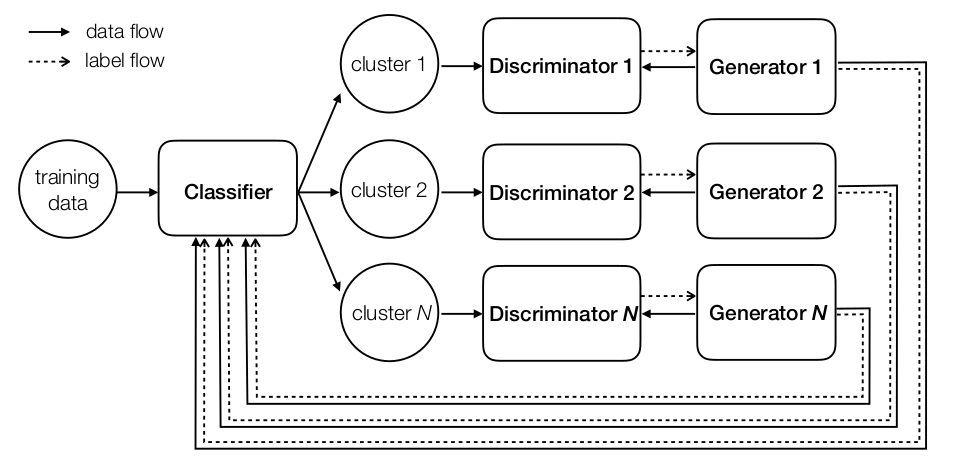 data flow
label flow
cluster 1
Discriminator 1
Generator 1
training
data
Classifier
cluster 2
Discriminator 2
Generator 2
cluster N
Discriminator N
Generator N